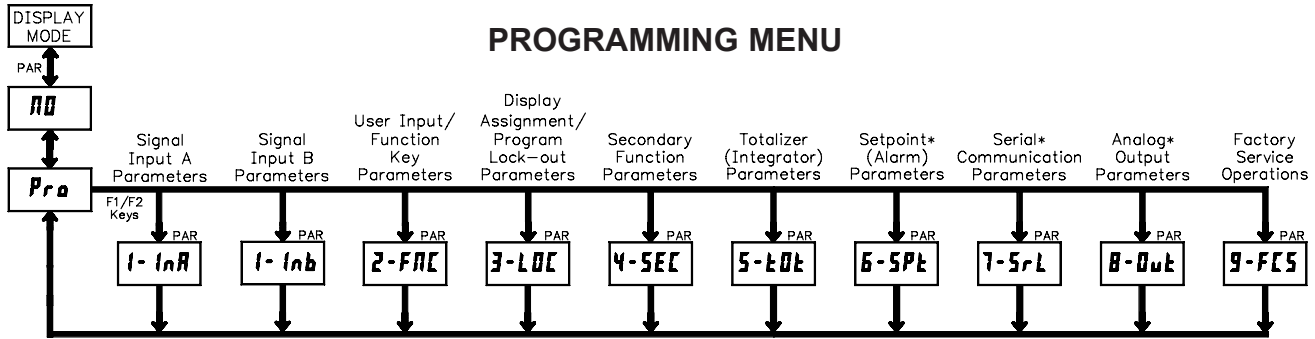 PROGRAMMING MENU
DISPLAY
MODE
PAR
NO
Pro
F1/F2
Keys
Signal
Input A
Parameters
PAR
1-InA
Signal
Input B
Parameters
PAR
1-Inb
User Input/
Function
Key
Parameters
PAR
2-FNC
Display
Assignment/
Program
Lock-out
Parameters
PAR
3-LOC
Secondary
Function
Parameters
PAR
4-SEC
Totalizer
(Integrator)
Parameters
PAR
5-tOt
Setpoint*
(Alarm)
Parameters
PAR
6-SPt
Serial*
Communication
Parameters
PAR
7-SrL
Analog*
Output
Parameters
PAR
8-Out
Factory
Service
Operations
PAR
9-FCS